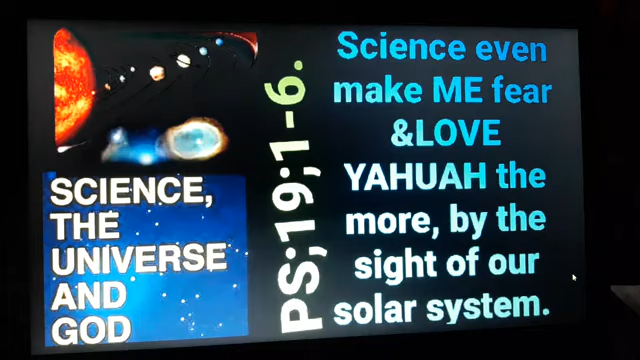 SCIENCE,
THE
UNIVERSE
AND
GOD
PS;19;1-6.
Science even
make ME fear
&LOVE
YAHUAH the
more, by the
sight of our
solar system.